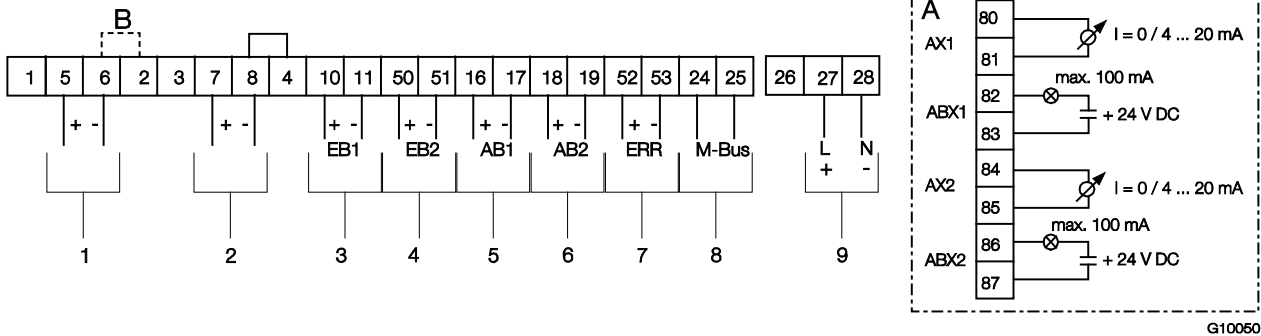 B
1 5 6 2 3 7 8 4 10 11 50 51 16 17 18 19 52 53 24 25 26 27 28
+ - + - + - + - + - + - + -
EB1 EB2 AB1 AB2 ERR M-Bus L N
+ -
1 2 3 4 5 6 7 8 9
A
80
AX1 I = 0 / 4 ... 20 mA
81
max. 100 mA
82
ABX1 + 24 V DC
83
84
AX2 I = 0 / 4 ... 20 mA
85
max. 100 mA
86
ABX2 + 24 V DC
87
G10050